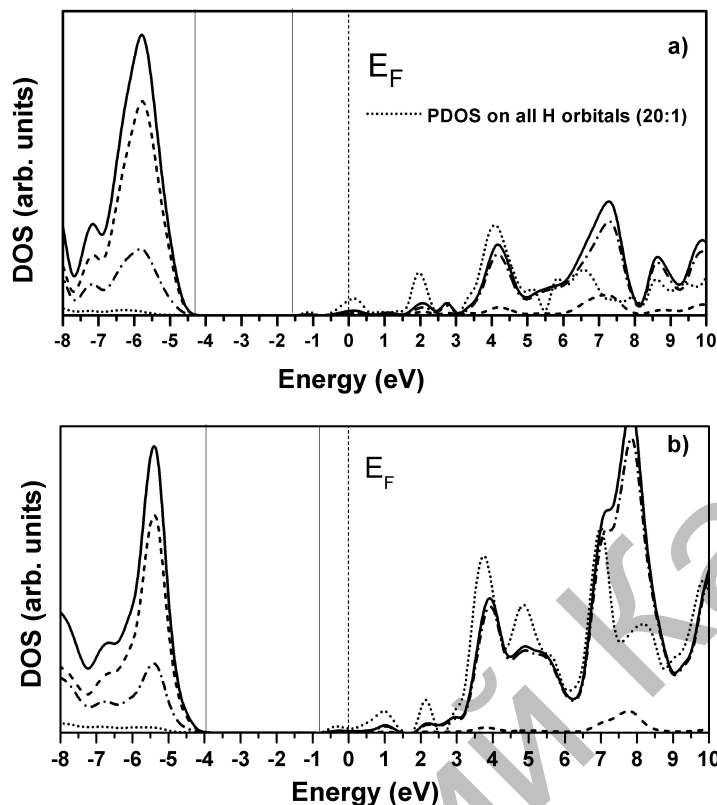 a)
E_F
PDOS on all H orbitals (20:1)
DOS (arb. units)
-8 -7 -6 -5 -4 -3 -2 -1 0 1 2 3 4 5 6 7 8 9 10
Energy (eV)
b)
E_F
DOS (arb. units)
-8 -7 -6 -5 -4 -3 -2 -1 0 1 2 3 4 5 6 7 8 9 10
Energy (eV)